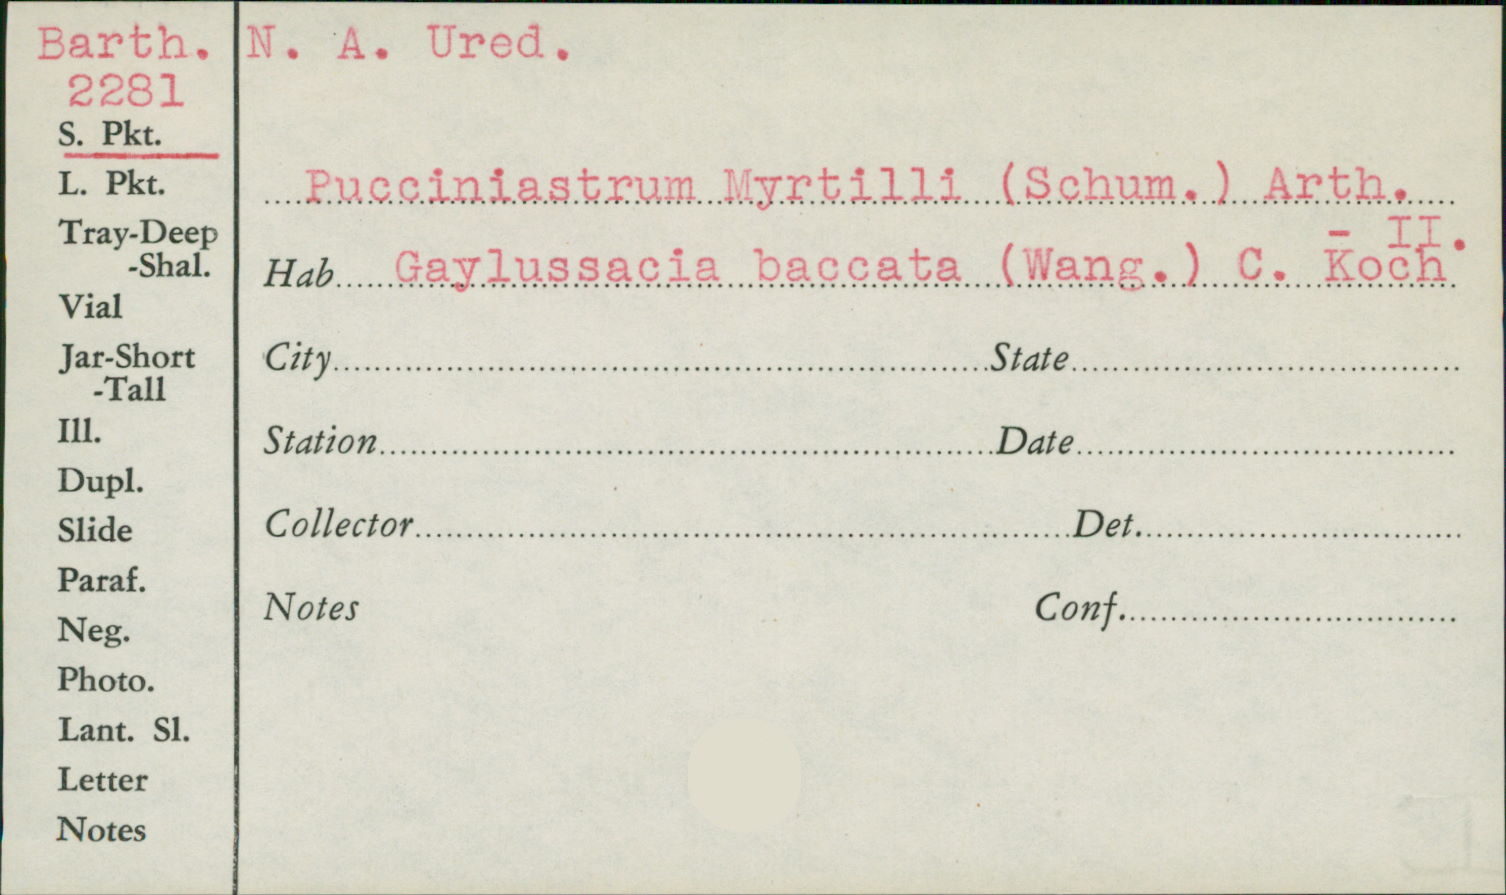 Barth. N. A. Ured.
2281
S. Pkt.
L. Pkt.
Tray-Deep
-Shal.
Vial
Jar-Short
-Tall
Ill.
Dupl.
Slide
Paraf.
Neg.
Photo.
Lant. Sl.
Letter
Notes
Pucciniastrum Myrtilli (Schum.) Arth.
- II.
Hab. Gaylussacia baccata (Wang.) C. Koch
City State
Station Date
Collector Det.
Notes Conf.